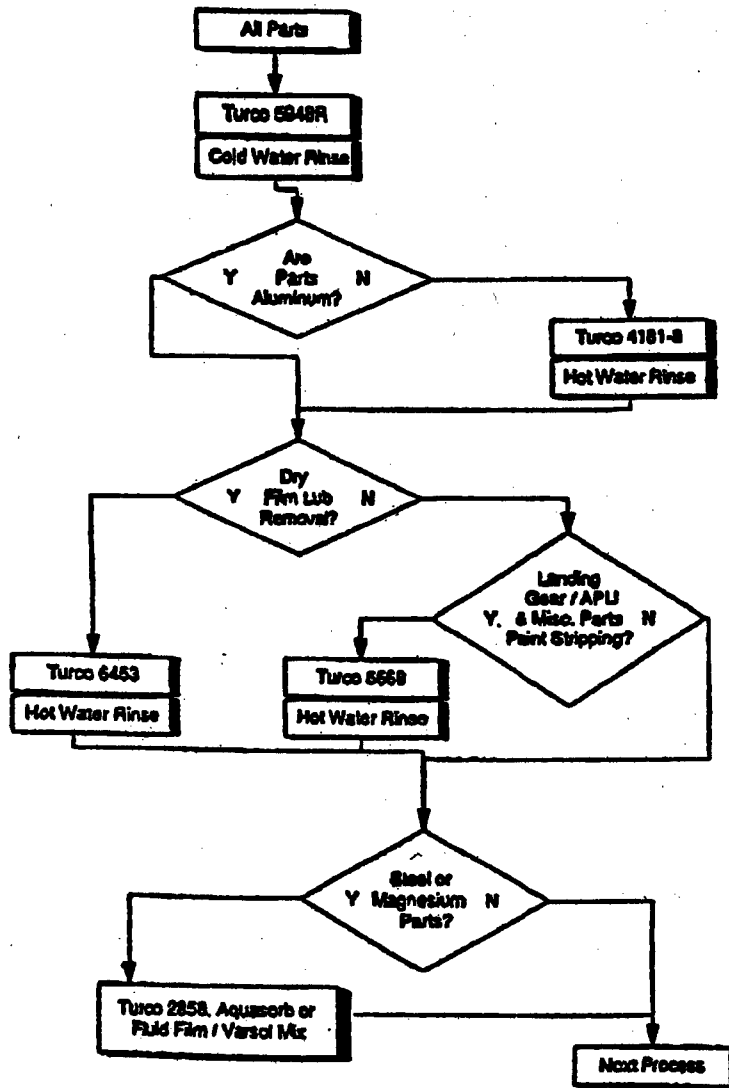 All Parts
Turco 5948R
Cold Water Rinse
Are
Y Parts N
Aluminum?
Turco 4181-8
Hot Water Rinse
Dry
Y Film Lub N
Removal?
Landing
Gear / APU
Y. & Misc. Parts N
Paint Stripping?
Turco 6453
Hot Water Rinse
Turco 5569
Hot Water Rinse
Steel or
Y Magnesium N
Parts?
Turco 2858, Aquasorb or
Fluid Film / Varsol Mix
Next Process